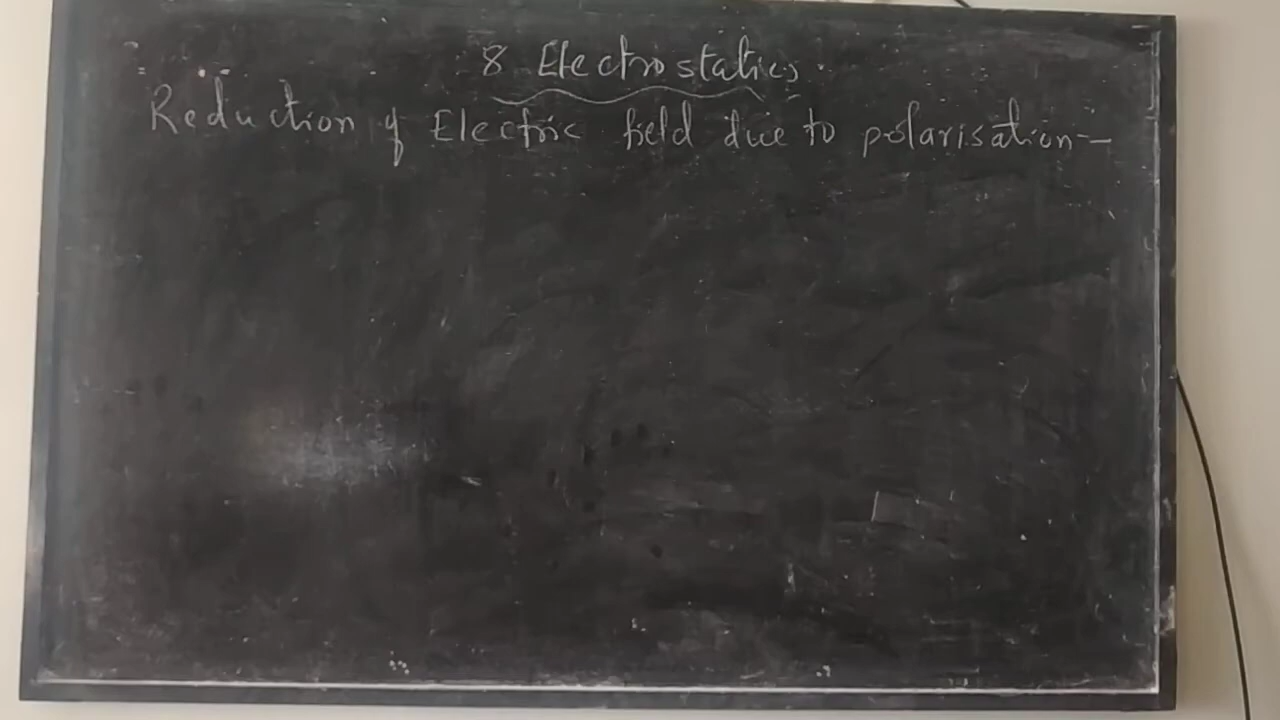 8 Electrostatics
Reduction of Electric field due to polarisation-